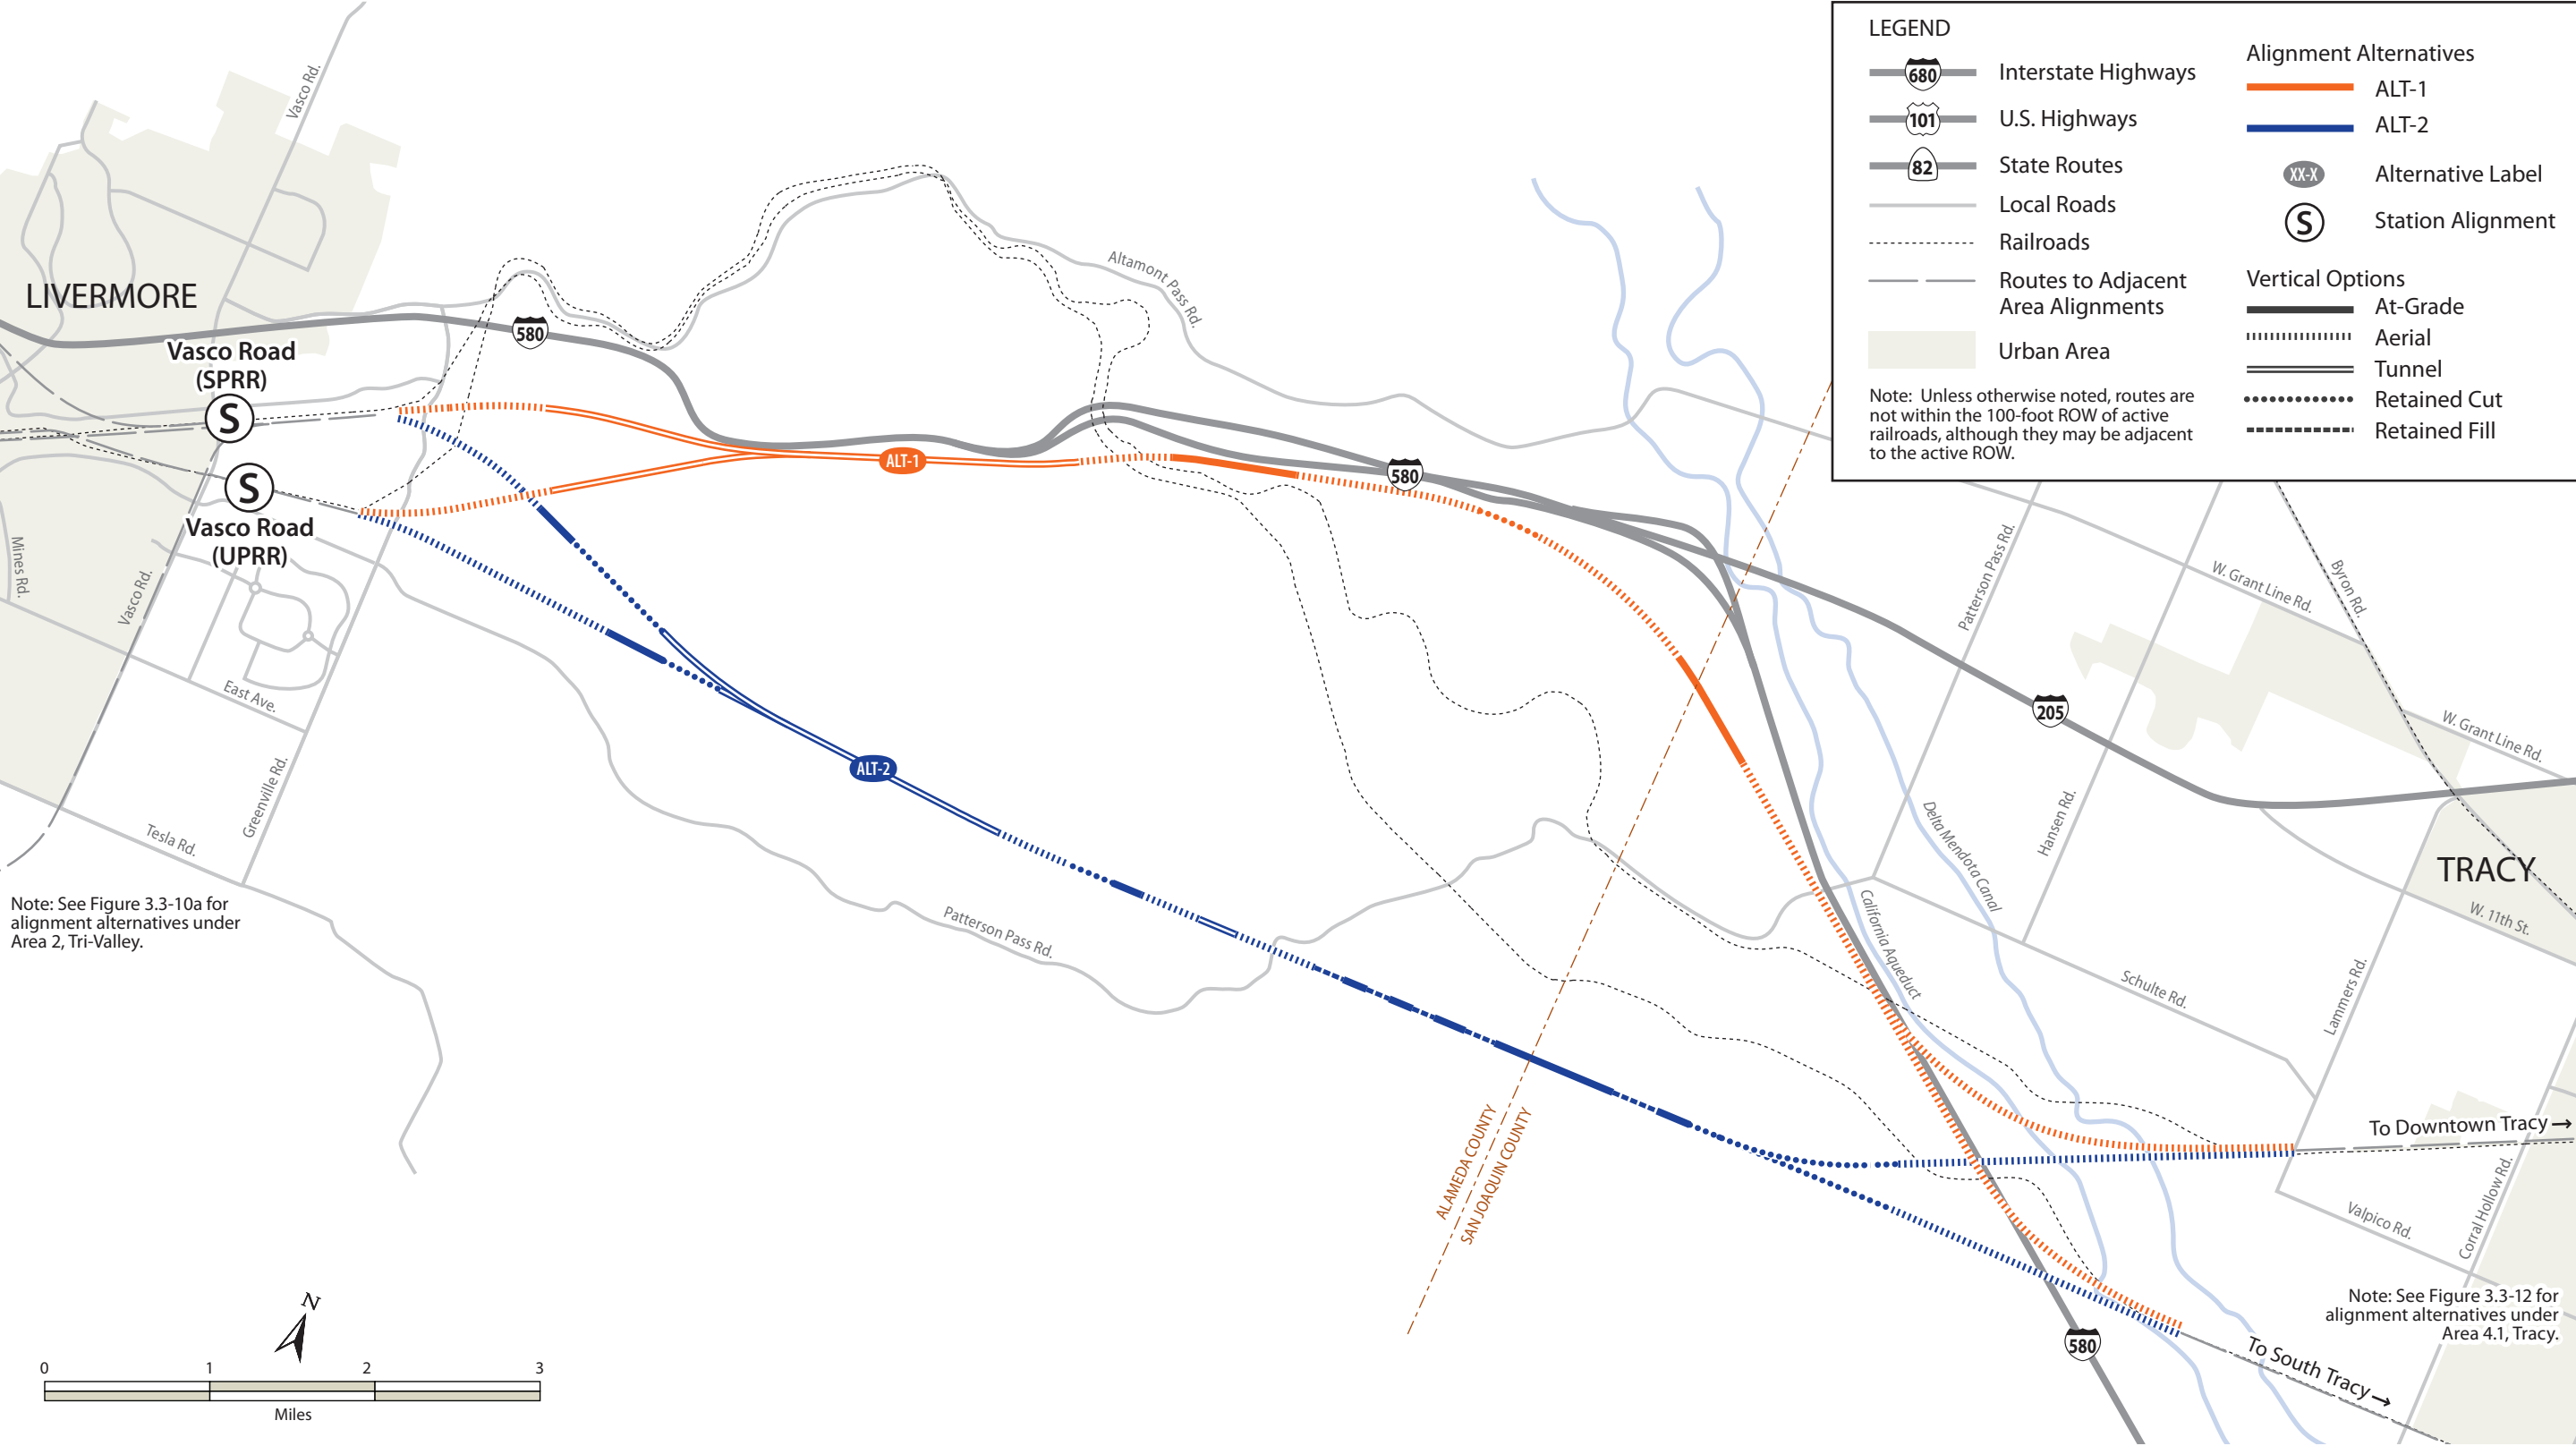 LEGEND
680
Interstate Highways
101
U.S. Highways
82
State Routes
Local Roads
Railroads
Routes to Adjacent
Area Alignments
Urban Area
Note: Unless otherwise noted, routes are
not within the 100-foot ROW of active
railroads, although they may be adjacent
to the active ROW.
Alignment Alternatives
ALT-1
ALT-2
XX-X
Alternative Label
S
Station Alignment
Vertical Options
At-Grade
Aerial
Tunnel
Retained Cut
Retained Fill
Vasco Rd.
LIVERMORE
580
Vasco Road
(SPRR)
S
S
Vasco Road
(UPRR)
Mines Rd.
Vasco Rd.
East Ave.
Greenville Rd.
Tesla Rd.
Note: See Figure 3.3-10a for
alignment alternatives under
Area 2, Tri-Valley.
Altamont Pass Rd.
ALT-1
580
ALT-2
Patterson Pass Rd.
Patterson Pass Rd.
W. Grant Line Rd.
Byron Rd.
205
W. Grant Line Rd.
Hansen Rd.
Delta Mendota Canal
California Aqueduct
TRACY
W. 11th St.
Schulte Rd.
Lammers Rd.
ALAMEDA COUNTY
SAN JOAQUIN COUNTY
To Downtown Tracy →
Valpico Rd.
Corral Hollow Rd.
Note: See Figure 3.3-12 for
alignment alternatives under
Area 4.1, Tracy.
580
To South Tracy →
N
0 1 2 3
Miles